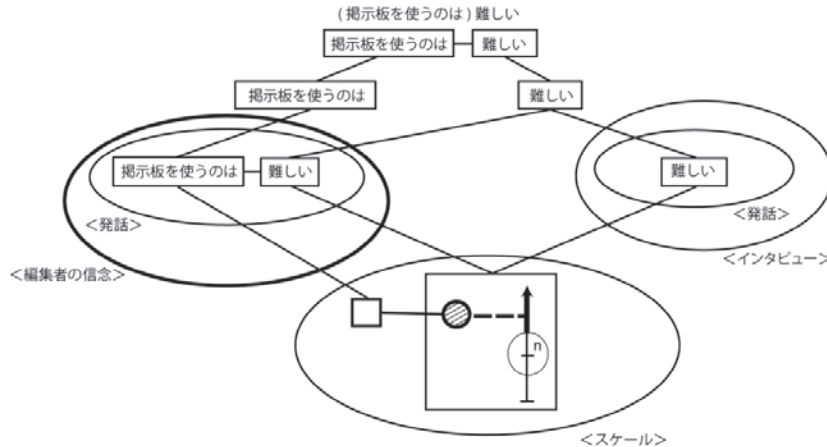 (掲示板を使うのは)難しい
掲示板を使うのは 難しい
掲示板を使うのは 難しい
掲示板を使うのは 難しい 難しい
<発話> <発話>
<編集者の信念> <インタビュー>
n
<スケール>